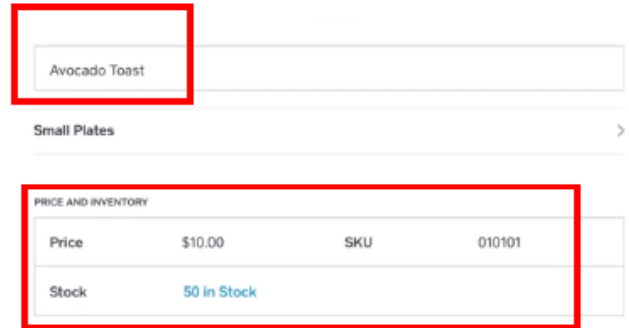 Avocado Toast
Small Plates
PRICE AND INVENTORY
Price $10.00 SKU 010101
Stock 50 in Stock